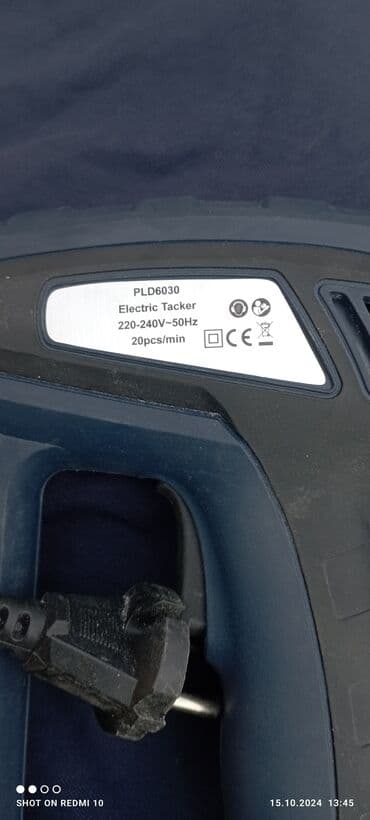 PLD6030
Electric Tacker
220-240V~50Hz
20pcs/min
CE
SHOT ON REDMI 10
15.10.2024 13:45